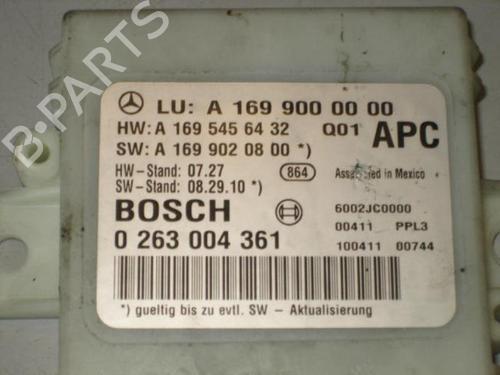 LU: A 169 900 00 00
HW: A 169 545 64 32 Q01 APC
SW: A 169 902 08 00 *)
HW-Stand: 07.27 864 Assembled in Mexico
SW-Stand: 08.29.10 *)
BOSCH 6002JC0000
0 263 004 361 00411 PPL3
100411 00744
*) gueltig bis zu evtl. SW - Aktualisierung
B-PARTS